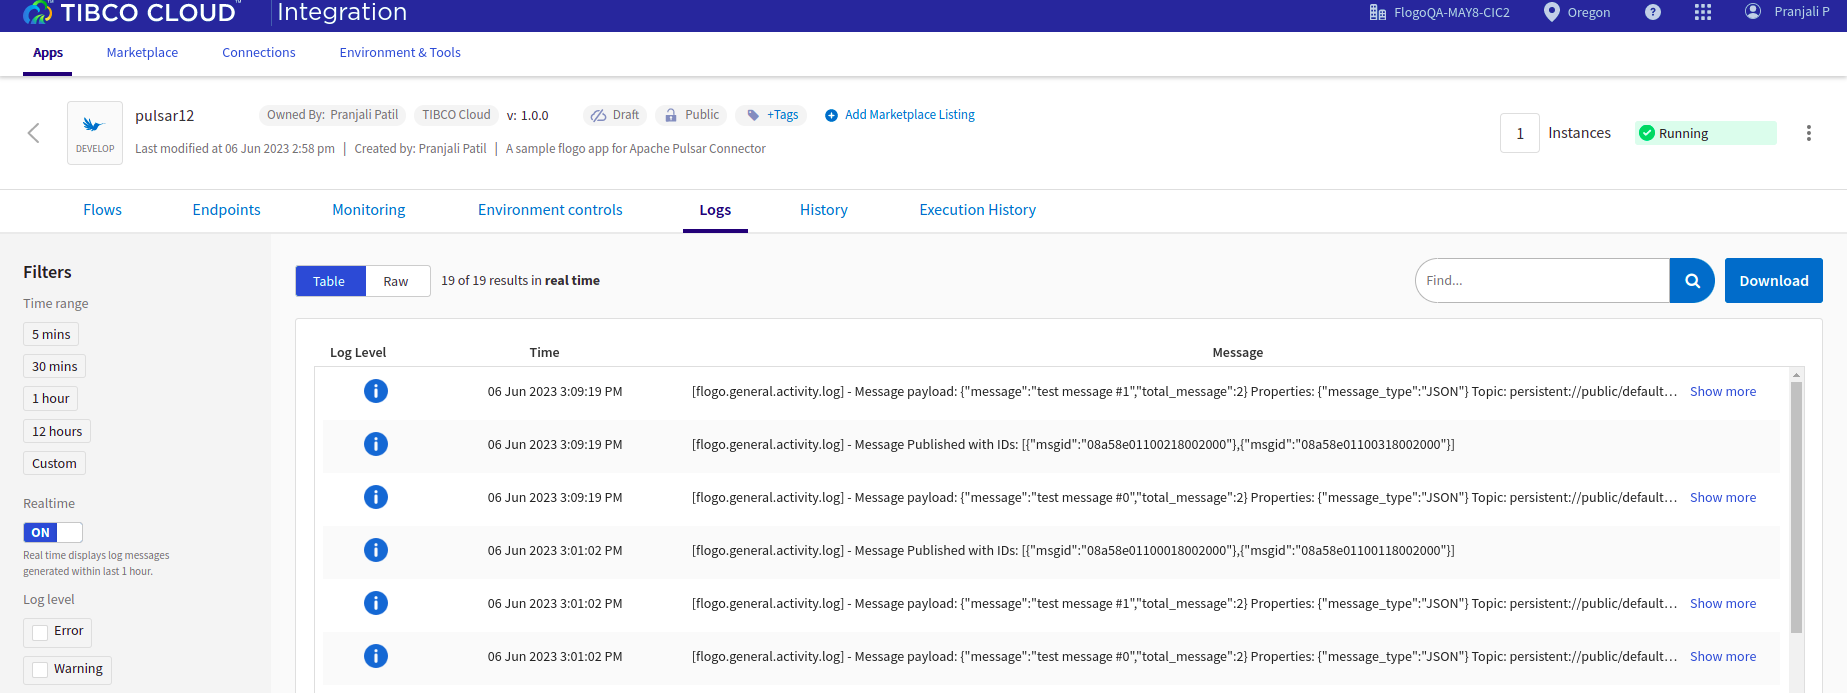 TIBCO CLOUD™ Integration FlogoQA-MAY8-CIC2 Oregon ? Pranjali P
Apps Marketplace Connections Environment & Tools
pulsar12 Owned By: Pranjali Patil TIBCO Cloud v: 1.0.0 Draft Public +Tags Add Marketplace Listing
DEVELOP
Last modified at 06 Jun 2023 2:58 pm | Created by: Pranjali Patil | A sample flogo app for Apache Pulsar Connector
1 Instances Running
Flows Endpoints Monitoring Environment controls Logs History Execution History
Filters
Time range
5 mins
30 mins
1 hour
12 hours
Custom
Realtime
ON
Real time displays log messages
generated within last 1 hour.
Log level
Error
Warning
Table Raw 19 of 19 results in real time Find... Download
Log Level Time Message
06 Jun 2023 3:09:19 PM [flogo.general.activity.log] - Message payload: {"message":"test message #1","total_message":2} Properties: {"message_type":"JSON"} Topic: persistent://public/default... Show more
06 Jun 2023 3:09:19 PM [flogo.general.activity.log] - Message Published with IDs: [{"msgid":"08a58e01100218002000"},{"msgid":"08a58e01100318002000"}]
06 Jun 2023 3:09:19 PM [flogo.general.activity.log] - Message payload: {"message":"test message #0","total_message":2} Properties: {"message_type":"JSON"} Topic: persistent://public/default... Show more
06 Jun 2023 3:01:02 PM [flogo.general.activity.log] - Message Published with IDs: [{"msgid":"08a58e01100018002000"},{"msgid":"08a58e01100118002000"}]
06 Jun 2023 3:01:02 PM [flogo.general.activity.log] - Message payload: {"message":"test message #1","total_message":2} Properties: {"message_type":"JSON"} Topic: persistent://public/default... Show more
06 Jun 2023 3:01:02 PM [flogo.general.activity.log] - Message payload: {"message":"test message #0","total_message":2} Properties: {"message_type":"JSON"} Topic: persistent://public/default... Show more